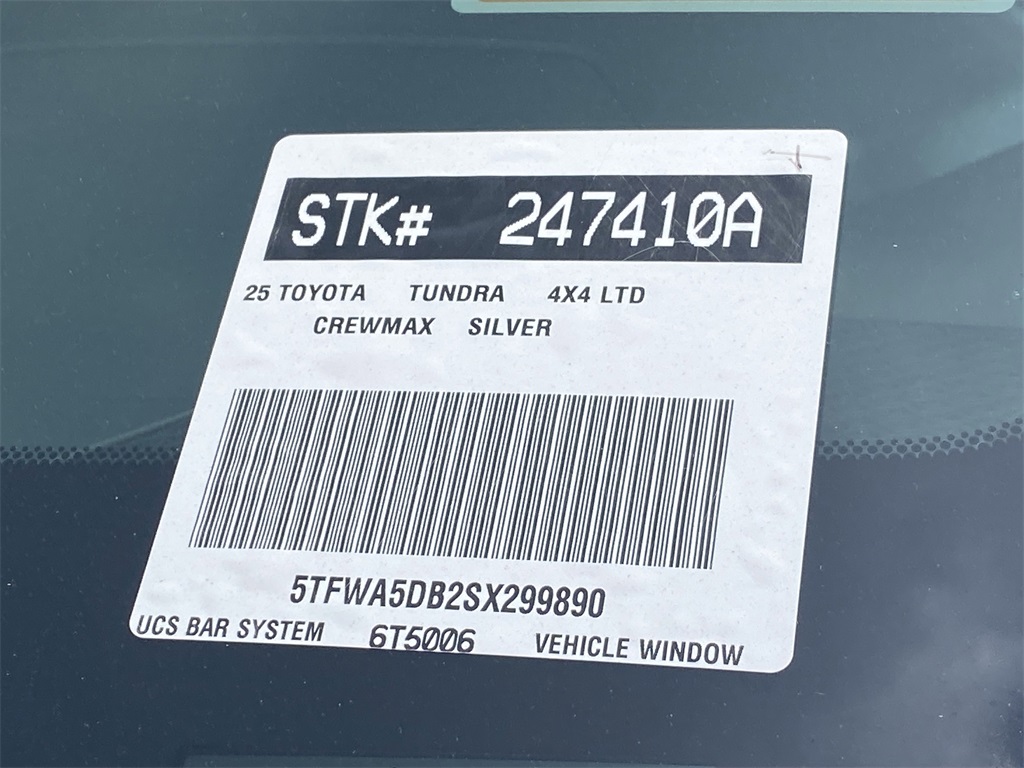 STK# 247410A
25 TOYOTA TUNDRA 4X4 LTD
CREWMAX SILVER
5TFWA5DB2SX299890
UCS BAR SYSTEM 6T5006 VEHICLE WINDOW